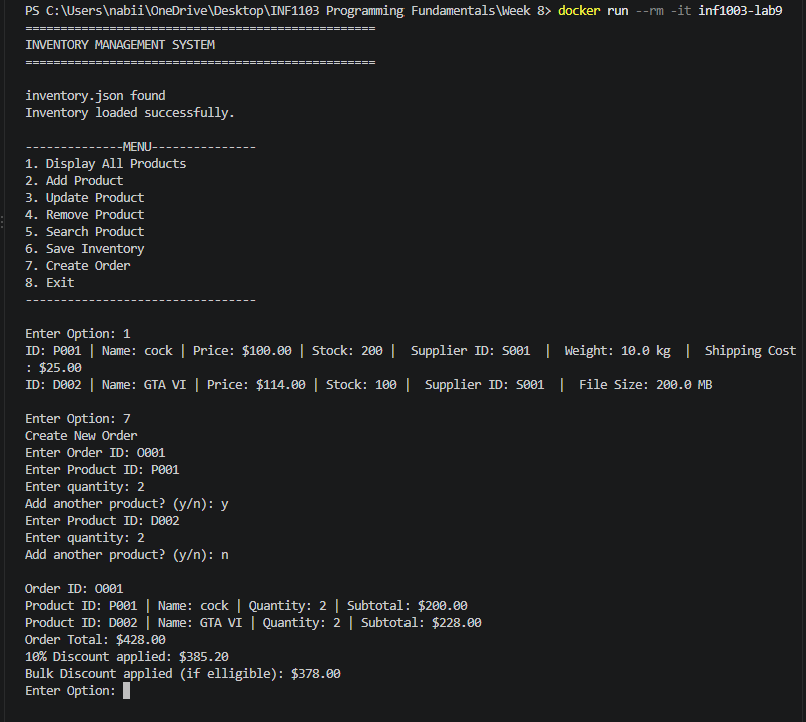 PS C:\Users\nabii\OneDrive\Desktop\INF1103 Programming Fundamentals\Week 8> docker run --rm -it inf1003-lab9
==================================================
INVENTORY MANAGEMENT SYSTEM
==================================================
inventory.json found
Inventory loaded successfully.
--------------MENU---------------
1. Display All Products
2. Add Product
3. Update Product
4. Remove Product
5. Search Product
6. Save Inventory
7. Create Order
8. Exit
---------------------------------
Enter Option: 1
ID: P001 | Name: cock | Price: $100.00 | Stock: 200 |  Supplier ID: S001  |  Weight: 10.0 kg  |  Shipping Cost
: $25.00
ID: D002 | Name: GTA VI | Price: $114.00 | Stock: 100 |  Supplier ID: S001  |  File Size: 200.0 MB
Enter Option: 7
Create New Order
Enter Order ID: O001
Enter Product ID: P001
Enter quantity: 2
Add another product? (y/n): y
Enter Product ID: D002
Enter quantity: 2
Add another product? (y/n): n
Order ID: O001
Product ID: P001 | Name: cock | Quantity: 2 | Subtotal: $200.00
Product ID: D002 | Name: GTA VI | Quantity: 2 | Subtotal: $228.00
Order Total: $428.00
10% Discount applied: $385.20
Bulk Discount applied (if elligible): $378.00
Enter Option: